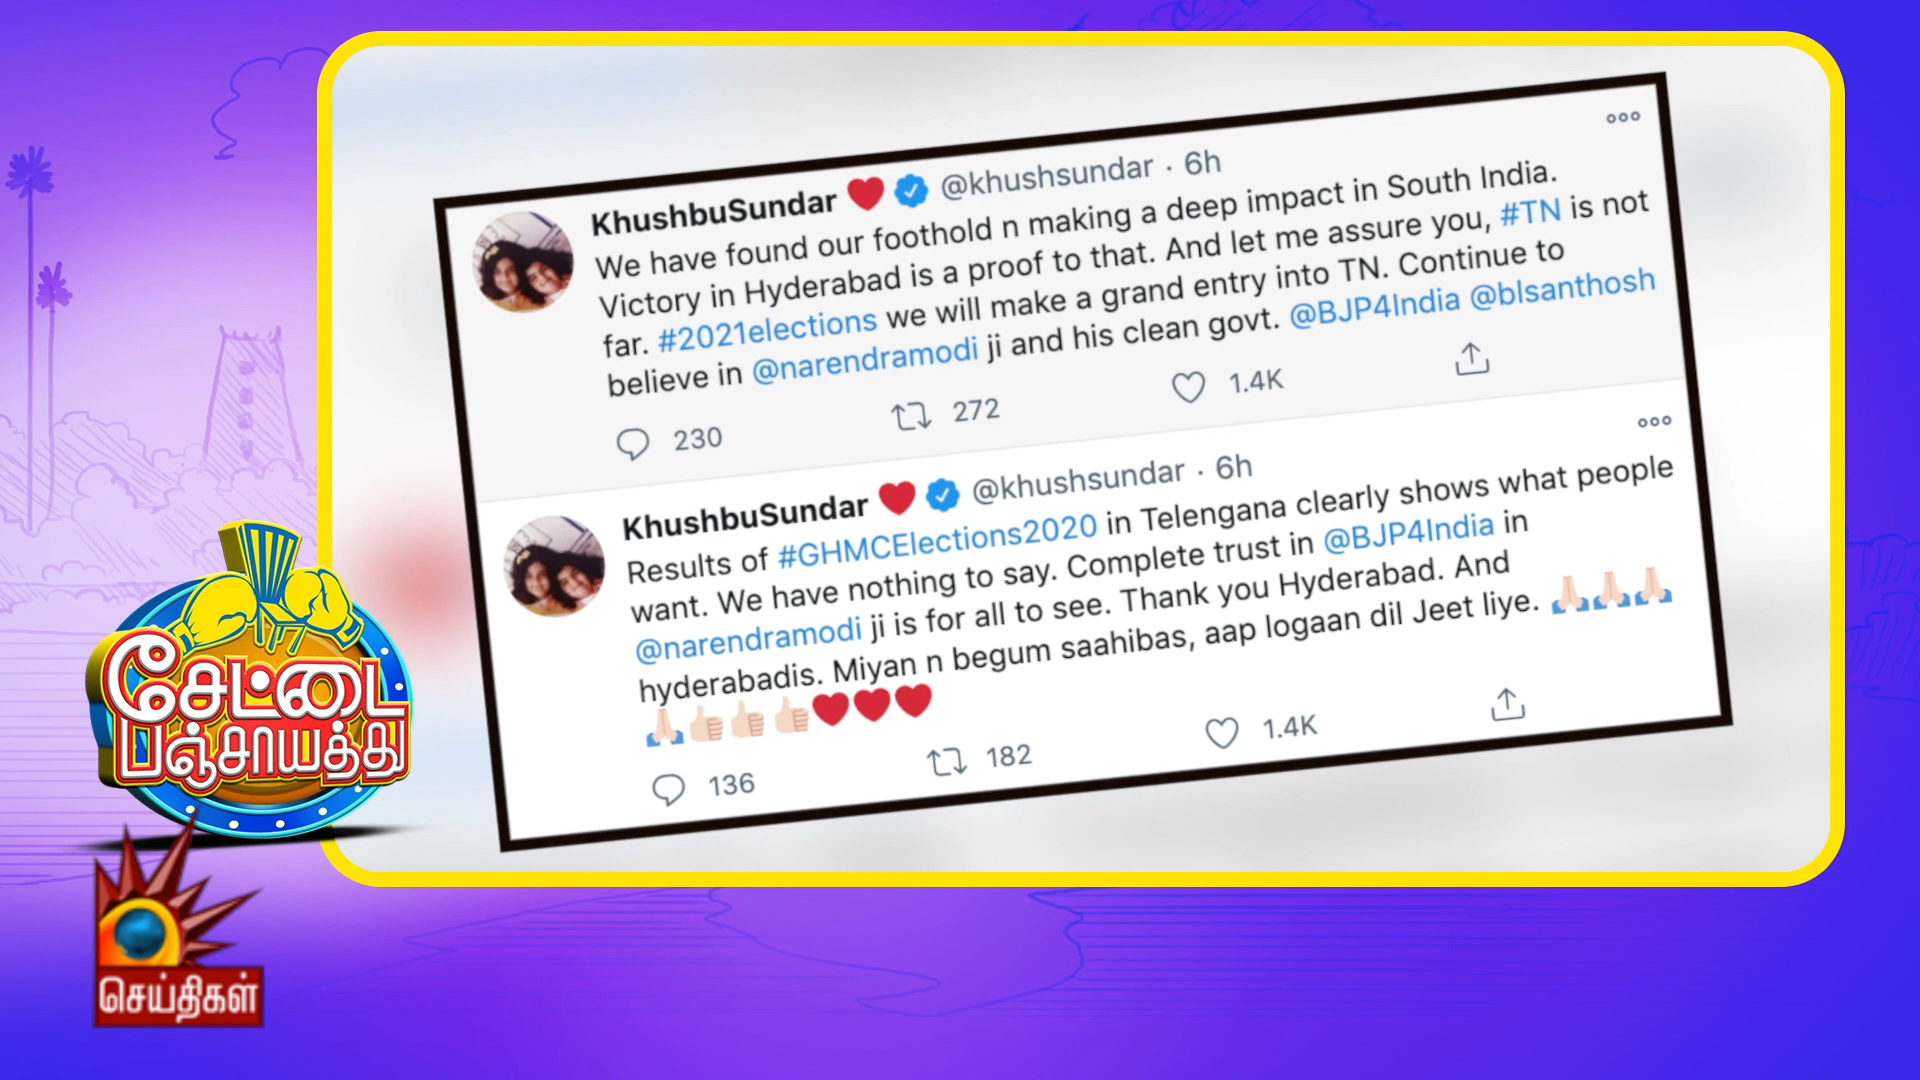 KhushbuSundar @khushsundar · 6h
We have found our foothold n making a deep impact in South India.
Victory in Hyderabad is a proof to that. And let me assure you, #TN is not
far. #2021elections we will make a grand entry into TN. Continue to
believe in @narendramodi ji and his clean govt. @BJP4India @blsanthosh
230 272 1.4K
KhushbuSundar @khushsundar · 6h
Results of #GHMCElections2020 in Telengana clearly shows what people
want. We have nothing to say. Complete trust in @BJP4India in
@narendramodi ji is for all to see. Thank you Hyderabad. And
hyderabadis. Miyan n begum saahibas, aap logaan dil Jeet liye. 🙏🏻🙏🏻🙏🏻
🙏🏻👍🏻👍🏻👍🏻❤️❤️❤️
136 182 1.4K
சேட்டை
பஞ்சாயத்து
செய்திகள்